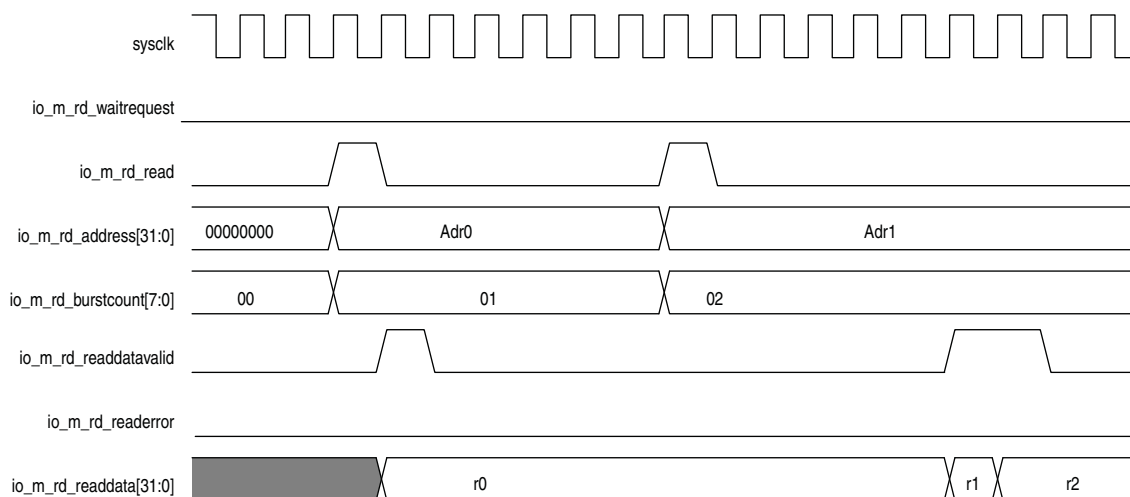 sysclk
io_m_rd_waitrequest
io_m_rd_read
io_m_rd_address[31:0] 00000000 Adr0 Adr1
io_m_rd_burstcount[7:0] 00 01 02
io_m_rd_readdatavalid
io_m_rd_readerror
io_m_rd_readdata[31:0] r0 r1 r2